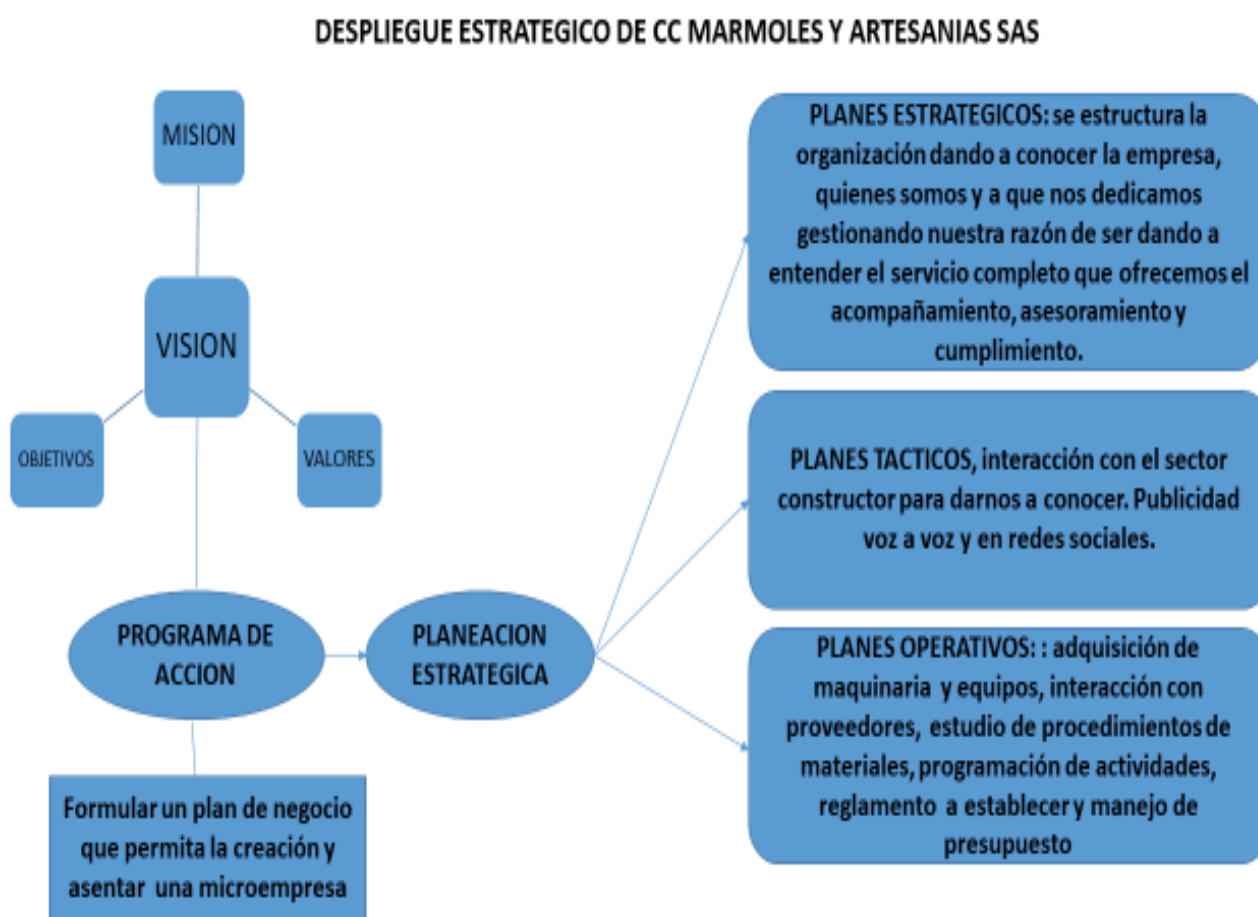 DESPLIEGUE ESTRATEGICO DE CC MARMOLES Y ARTESANIAS SAS
MISION
VISION
OBJETIVOS
VALORES
PROGRAMA DE
ACCION
Formular un plan de negocio
que permita la creación y
asentar una microempresa
PLANEACION
ESTRATEGICA
PLANES ESTRATEGICOS: se estructura la
organización dando a conocer la empresa,
quienes somos y a que nos dedicamos
gestionando nuestra razón de ser dando a
entender el servicio completo que ofrecemos el
acompañamiento, asesoramiento y
cumplimiento.
PLANES TACTICOS, interacción con el sector
constructor para darnos a conocer. Publicidad
voz a voz y en redes sociales.
PLANES OPERATIVOS: : adquisición de
maquinaria y equipos, interacción con
proveedores, estudio de procedimientos de
materiales, programación de actividades,
reglamento a establecer y manejo de
presupuesto